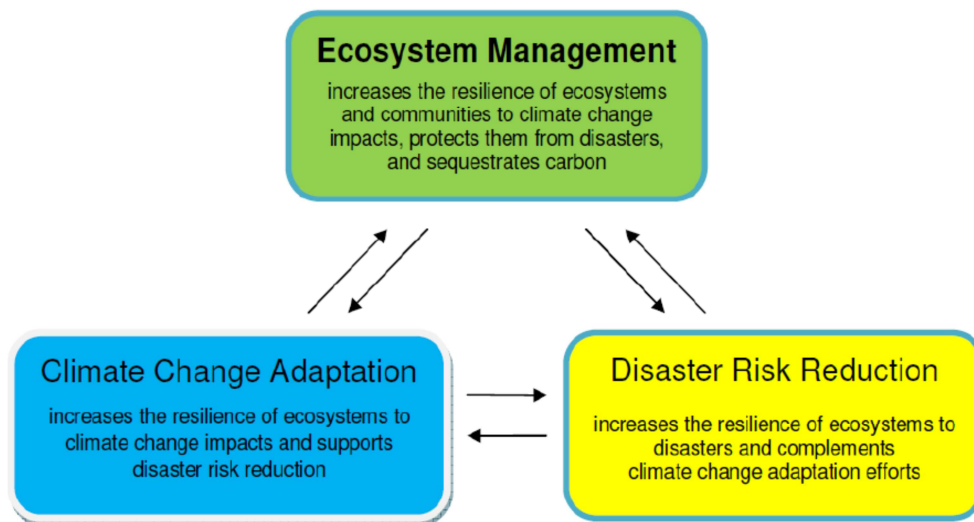 Ecosystem Management
increases the resilience of ecosystems
and communities to climate change
impacts, protects them from disasters,
and sequestrates carbon
Climate Change Adaptation
increases the resilience of ecosystems to
climate change impacts and supports
disaster risk reduction
Disaster Risk Reduction
increases the resilience of ecosystems to
disasters and complements
climate change adaptation efforts